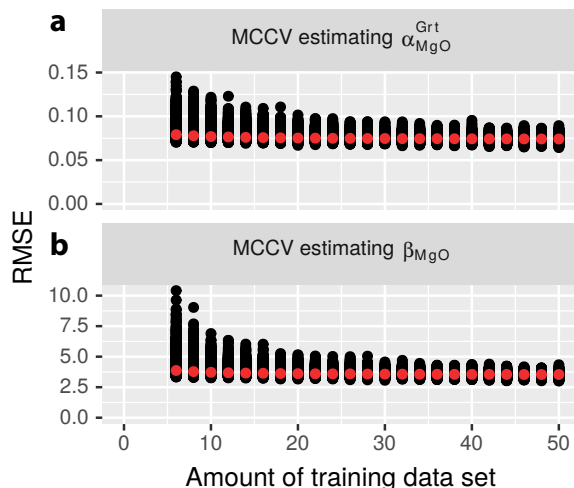 a
MCCV estimating α^Grt_MgO
0.15
0.10
0.05
0.00
b
MCCV estimating β_MgO
10.0
7.5
5.0
2.5
0.0
RMSE
0 10 20 30 40 50
Amount of training data set